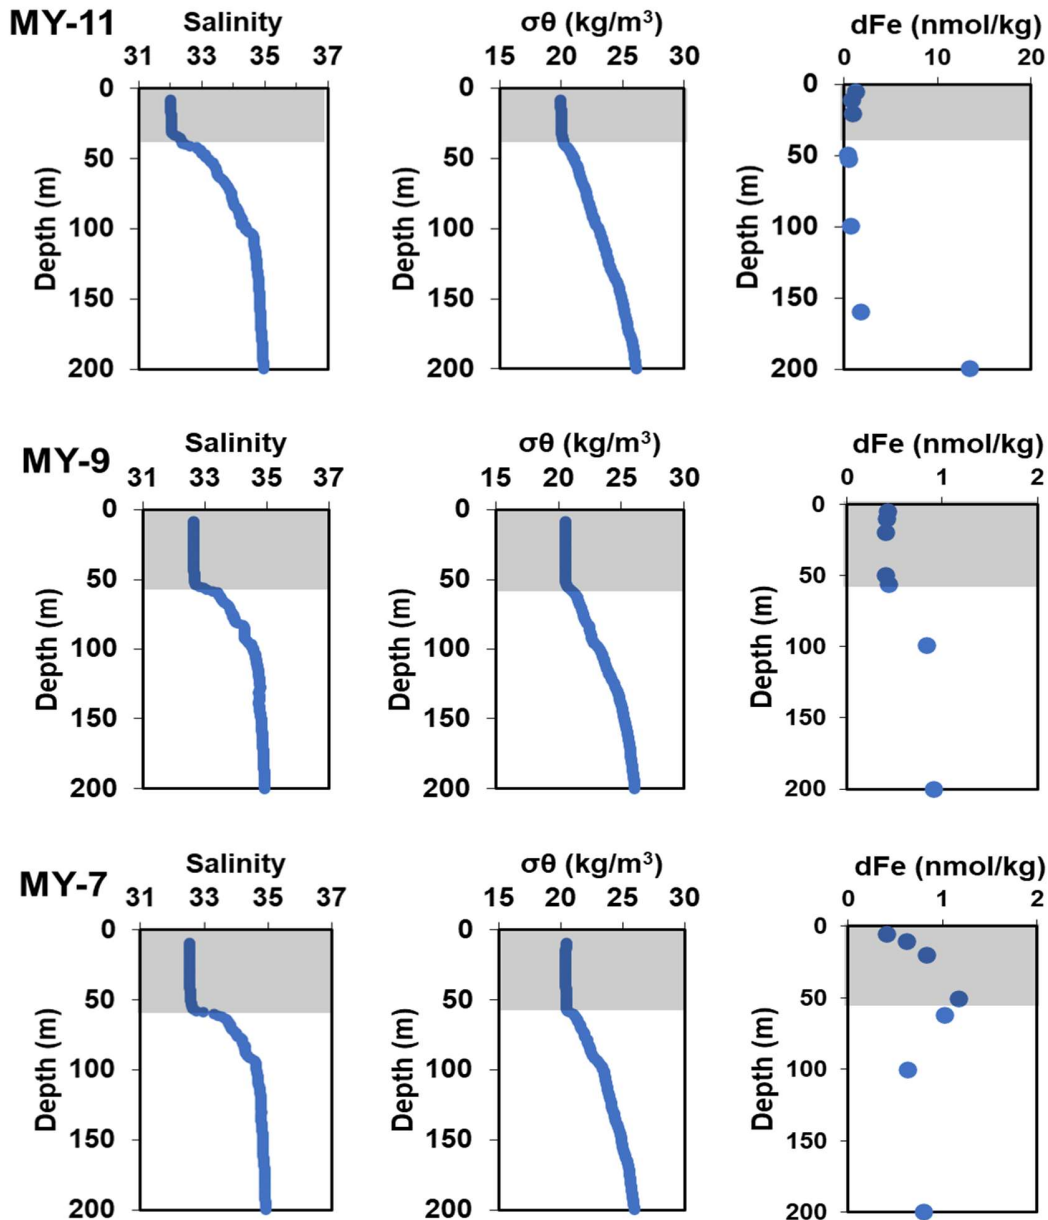 MY-11
Salinity
31 33 35 37
0
50
100
150
200
Depth (m)
σθ (kg/m³)
15 20 25 30
0
50
100
150
200
Depth (m)
dFe (nmol/kg)
0 10 20
0
50
100
150
200
Depth (m)
MY-9
Salinity
31 33 35 37
0
50
100
150
200
Depth (m)
σθ (kg/m³)
15 20 25 30
0
50
100
150
200
Depth (m)
dFe (nmol/kg)
0 1 2
0
50
100
150
200
Depth (m)
MY-7
Salinity
31 33 35 37
0
50
100
150
200
Depth (m)
σθ (kg/m³)
15 20 25 30
0
50
100
150
200
Depth (m)
dFe (nmol/kg)
0 1 2
0
50
100
150
200
Depth (m)